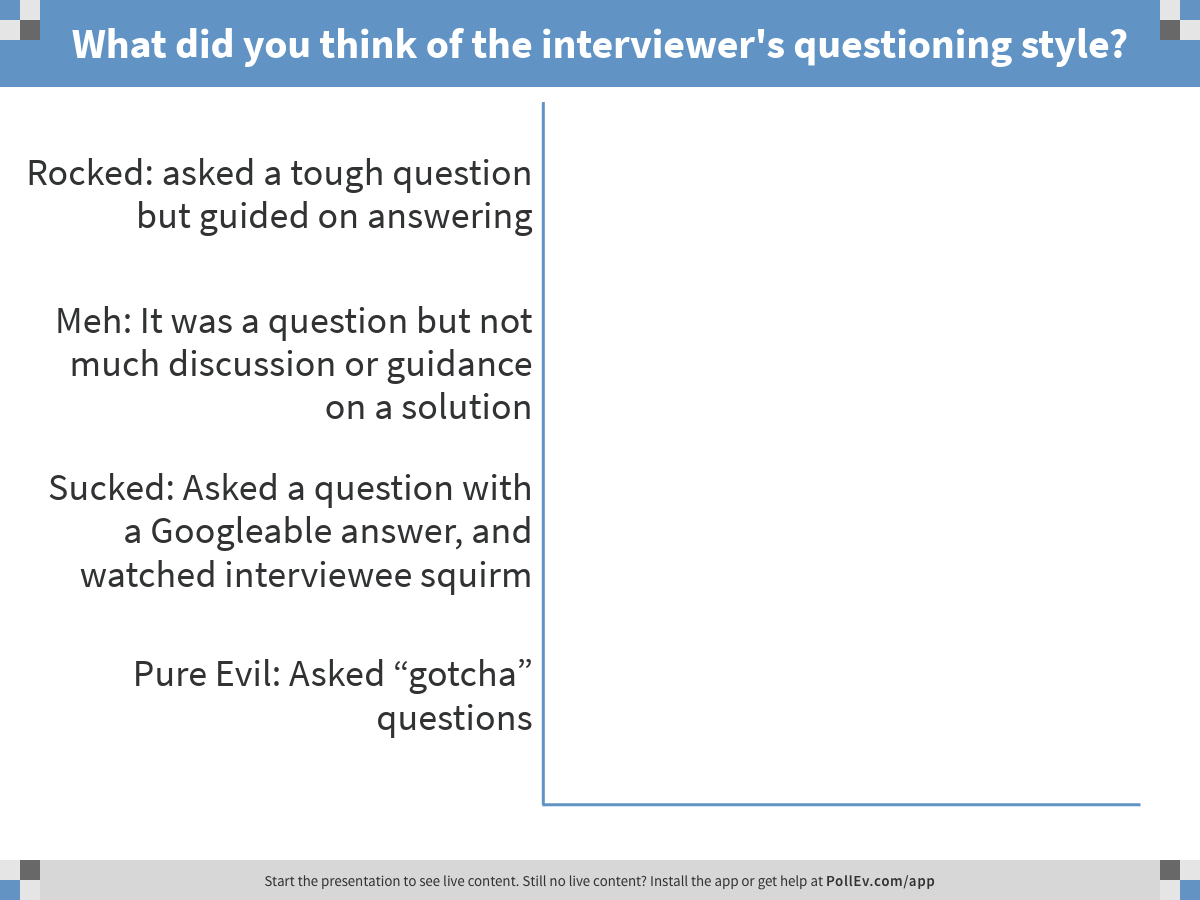 What did you think of the interviewer's questioning style?
Rocked: asked a tough question
but guided on answering
Meh: It was a question but not
much discussion or guidance
on a solution
Sucked: Asked a question with
a Googleable answer, and
watched interviewee squirm
Pure Evil: Asked “gotcha”
questions
Start the presentation to see live content. Still no live content? Install the app or get help at PollEv.com/app